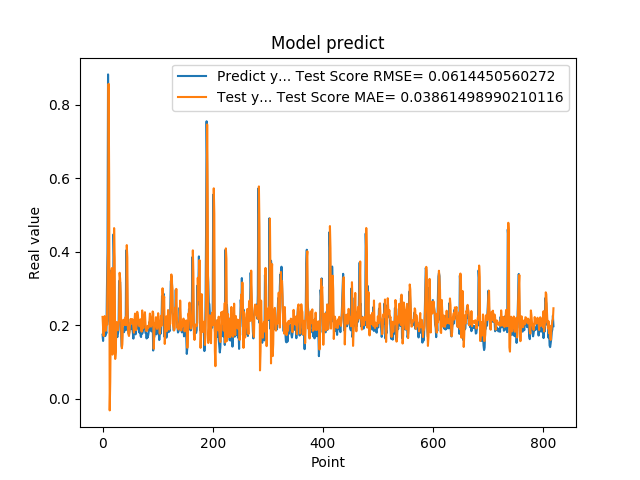 Model predict
Predict y... Test Score RMSE= 0.0614450560272
Test y... Test Score MAE= 0.03861498990210116
0.8
0.6
0.4
0.2
0.0
Real value
0 200 400 600 800
Point